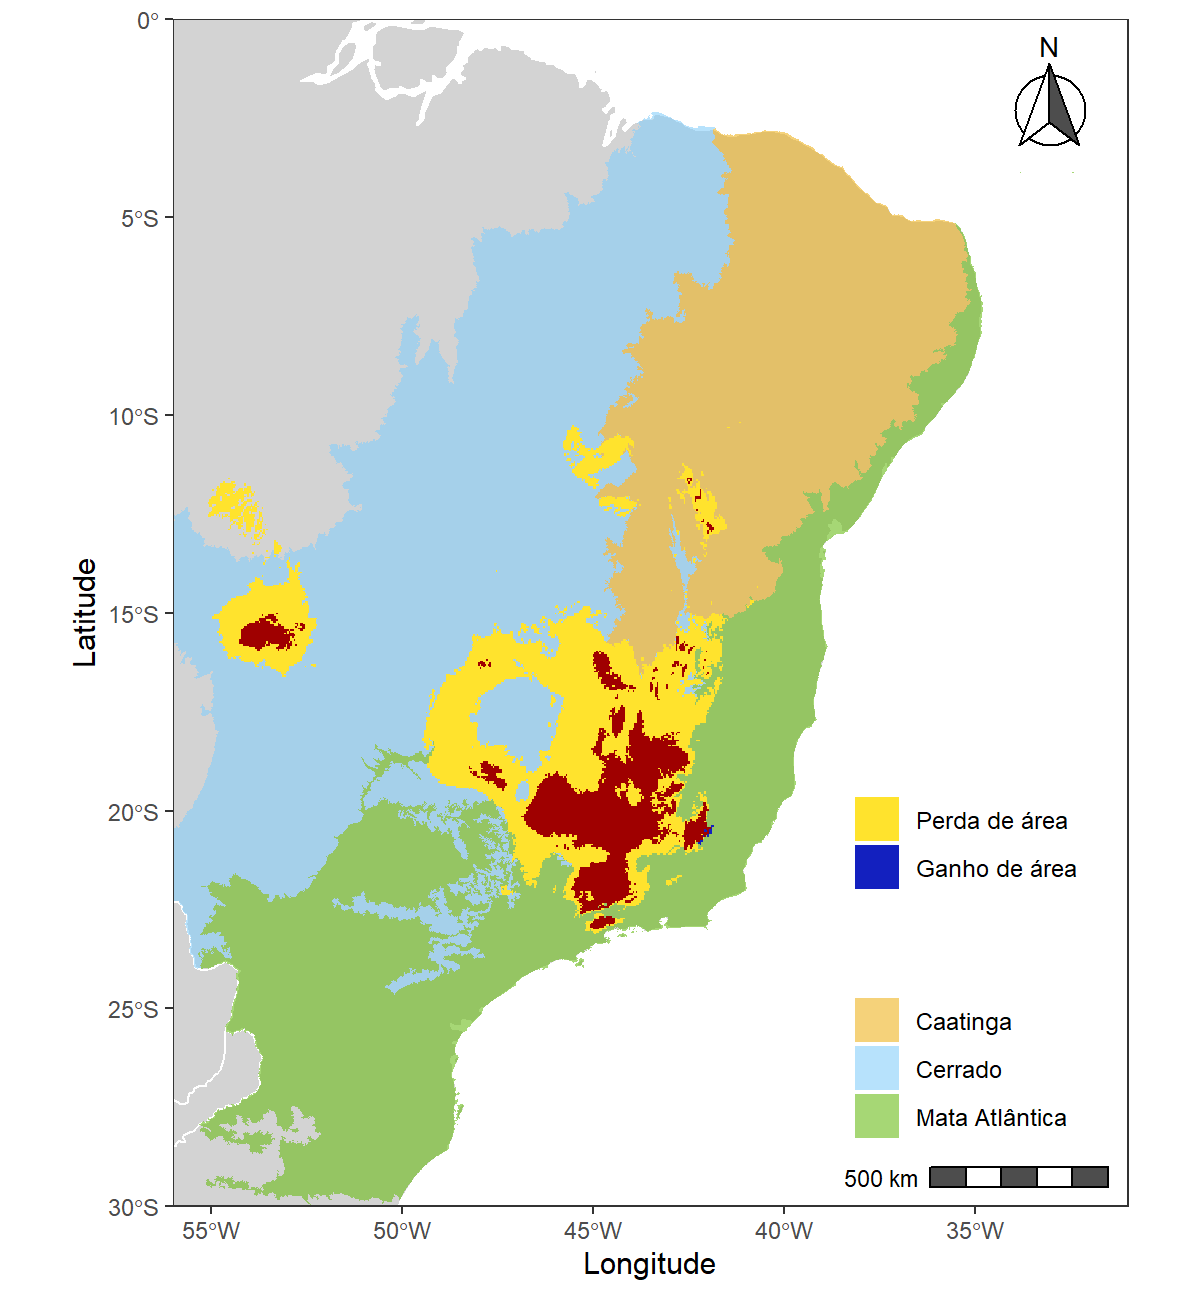 N
0°
5°S
10°S
15°S
20°S
25°S
30°S
Latitude
55°W
50°W
45°W
40°W
35°W
Longitude
Perda de área
Ganho de área
Caatinga
Cerrado
Mata Atlântica
500 km